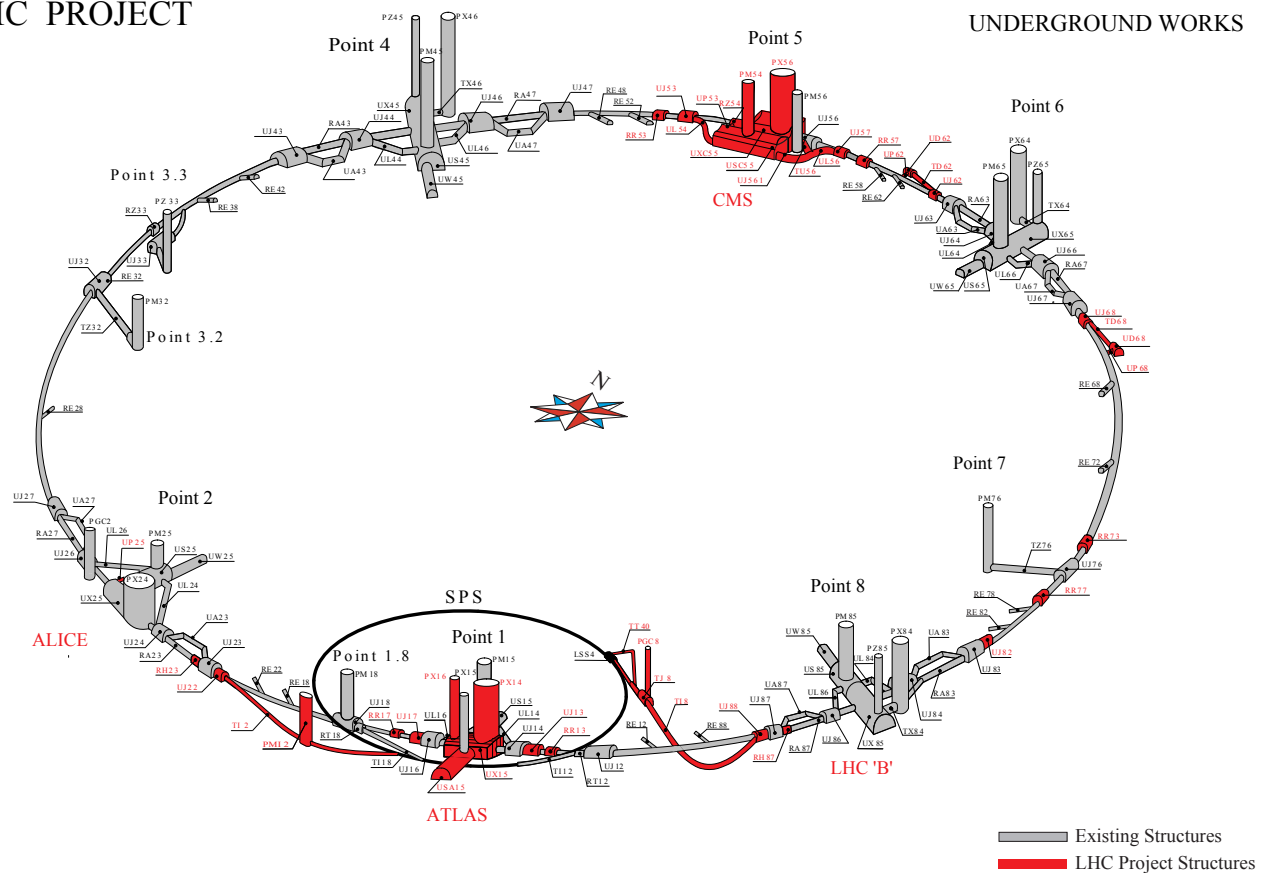 HC PROJECT
UNDERGROUND WORKS
PZ45
PX46
Point 4
PM45
TX46
UX45
UJ46
RA47
UJ47
RE48
RE52
UJ44
RA43
UJ43
UA43
UL44
UL46
UA47
US45
UW45
Point 5
PX56
PM54
UJ53
UP53
RZ54
PM56
UJ56
UJ57
RR57
RR53
UL54
UXC55
USC55
UJ561
TU56
UL56
CMS
RE58
RE62
UP62
UD62
TD62
UJ62
Point 6
PX64
PM65
PZ65
RA63
TX64
UJ63
UA63
UJ64
UX65
UL64
UJ66
RA67
UL66
UW65
US65
UA67
UJ67
UJ68
TD68
UD68
UP68
RE68
RE72
Point 3.3
PZ33
RE42
RE38
RZ33
UJ33
UJ32
RE32
PM32
TZ32
Point 3.2
N
RE28
Point 7
PM76
RR73
TZ76
UJ76
RR77
RE78
RE82
UJ82
UJ83
Point 2
UJ27
UA27
PGC2
UL26
RA27
UP25
PM25
US25
UW25
UJ26
PX24
UL24
UX25
UA23
UJ24
UJ23
RA23
RH23
UJ22
ALICE
RE22
RE18
TI2
PMI2
SPS
Point 1
Point 1.8
PM18
PM15
PX15
PX16
PX14
UJ18
RR17
UJ17
UL16
US15
UL14
UJ14
UJ13
RR13
RT18
TI18
UJ16
UX15
USA15
TI12
RT12
UJ12
ATLAS
TT40
LSS4
PGC8
TJ8
TI8
RE12
RE88
UJ88
UJ87
UA87
RH87
RA87
UJ86
Point 8
PM85
UW85
PX84
PZ85
UA83
US85
UL84
UL86
RA83
UJ84
TX84
UX85
LHC 'B'
Existing Structures
LHC Project Structures